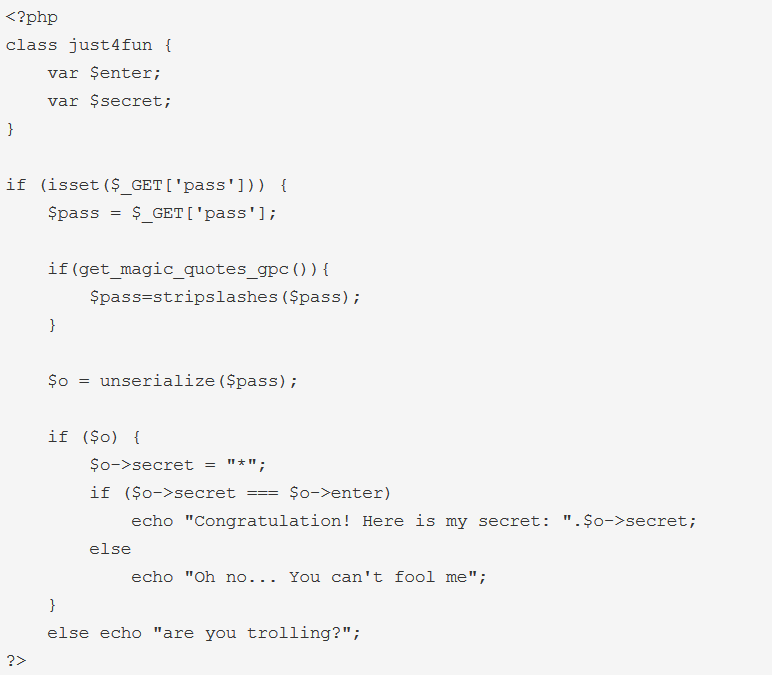 <?php
class just4fun {
    var $enter;
    var $secret;
}

if (isset($_GET['pass'])) {
    $pass = $_GET['pass'];

    if(get_magic_quotes_gpc()){
        $pass=stripslashes($pass);
    }

    $o = unserialize($pass);

    if ($o) {
        $o->secret = "*";
        if ($o->secret === $o->enter)
            echo "Congratulation! Here is my secret: ".$o->secret;
        else
            echo "Oh no... You can't fool me";
    }
    else echo "are you trolling?";
?>